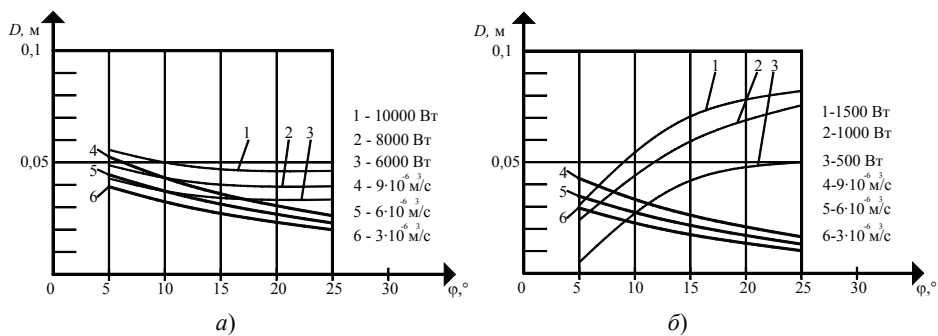 D, м
0,1
0,05
0
5
10
15
20
25
30
φ,°
4
5
6
1
2
3
1 - 10000 Вт
2 - 8000 Вт
3 - 6000 Вт
4 - 9·10⁻⁶ м³/с
5 - 6·10⁻⁶ м³/с
6 - 3·10⁻⁶ м³/с
а)
D, м
0,1
0,05
0
5
10
15
20
25
30
φ,°
4
5
6
1
2
3
1-1500 Вт
2-1000 Вт
3-500 Вт
4-9·10⁻⁶ м³/с
5-6·10⁻⁶ м³/с
6-3·10⁻⁶ м³/с
б)